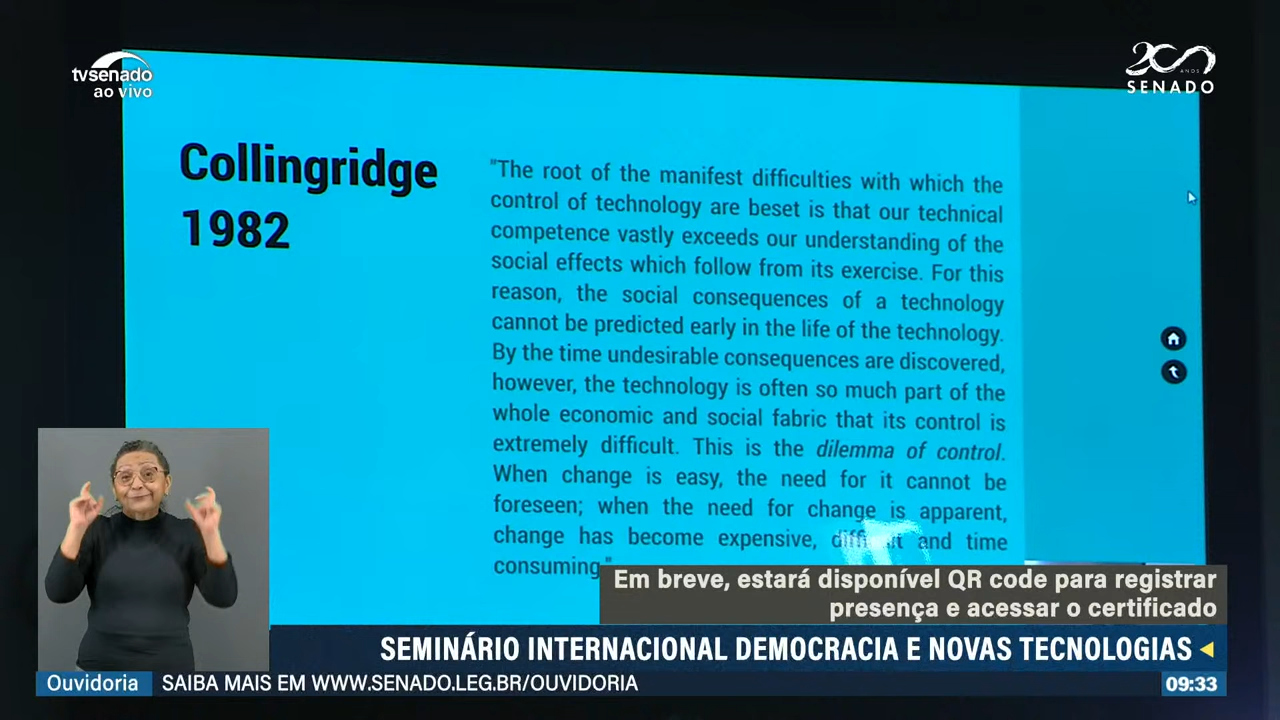 tvsenado
ao vivo
200
ANOS
SENADO
Collingridge
1982
"The root of the manifest difficulties with which the
control of technology are beset is that our technical
competence vastly exceeds our understanding of the
social effects which follow from its exercise. For this
reason, the social consequences of a technology
cannot be predicted early in the life of the technology.
By the time undesirable consequences are discovered,
however, the technology is often so much part of the
whole economic and social fabric that its control is
extremely difficult. This is the dilemma of control.
When change is easy, the need for it cannot be
foreseen; when the need for change is apparent,
change has become expensive, difficult and time
consuming."
Em breve, estará disponível QR code para registrar
presença e acessar o certificado
SEMINÁRIO INTERNACIONAL DEMOCRACIA E NOVAS TECNOLOGIAS
Ouvidoria SAIBA MAIS EM WWW.SENADO.LEG.BR/OUVIDORIA 09:33